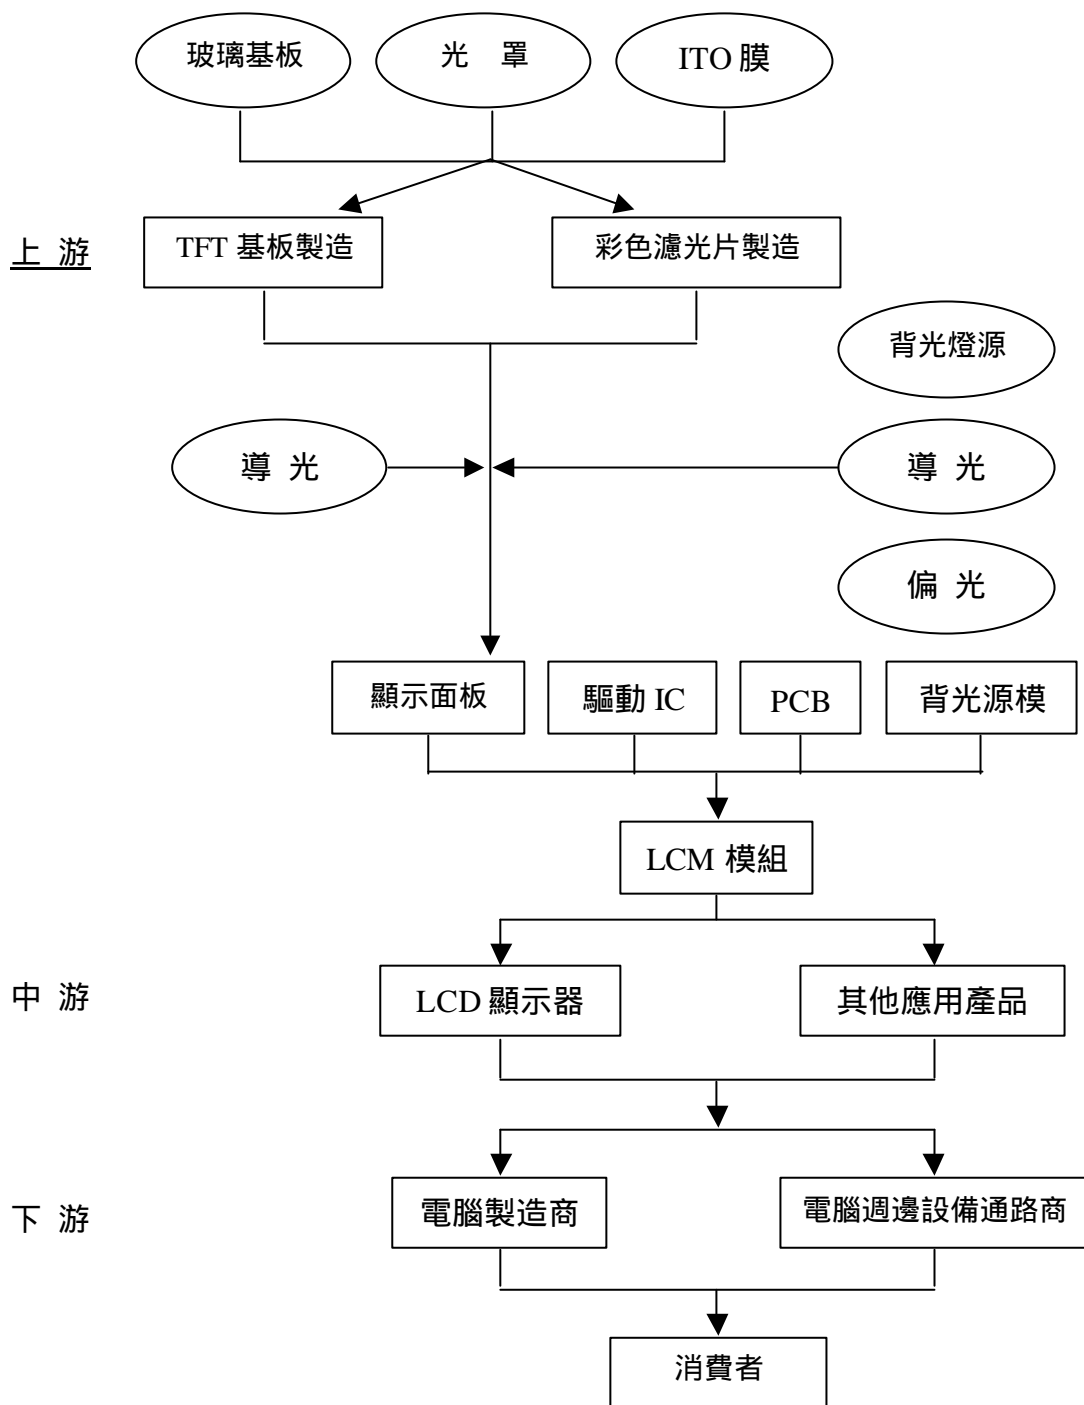 玻璃基板
光 罩
ITO 膜
上 游
TFT 基板製造
彩色濾光片製造
背光燈源
導 光
導 光
偏 光
顯示面板
驅動 IC
PCB
背光源模
LCM 模組
中 游
LCD 顯示器
其他應用產品
下 游
電腦製造商
電腦週邊設備通路商
消費者